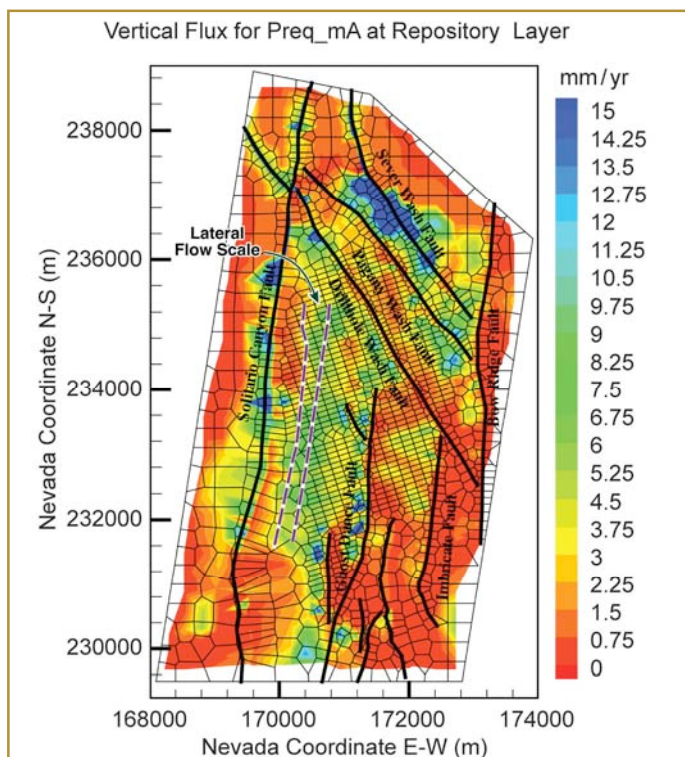 Vertical Flux for Preq_mA at Repository Layer
mm/yr
15
14.25
13.5
12.75
12
11.25
10.5
9.75
9
8.25
7.5
6.75
6
5.25
4.5
3.75
3
2.25
1.5
0.75
0
238000
236000
234000
232000
230000
Nevada Coordinate N-S (m)
Sever Wash Fault
Lateral
Flow Scale
Pagany Wash Fault
Drillhole Wash Fault
Solitario Canyon Fault
Bow Ridge Fault
Ghost Dance Fault
Imbricate Fault
168000
170000
172000
174000
Nevada Coordinate E-W (m)